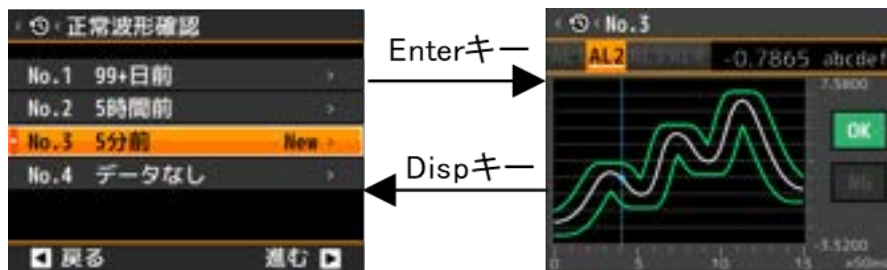 正常波形確認
No.1 99+日前
No.2 5時間前
No.3 5分前 New
No.4 データなし
戻る 進む
Enterキー
Dispキー
No.3
AL2 -0.7865 abcdef
7.5800
OK
-3.5200
0 5 10 15